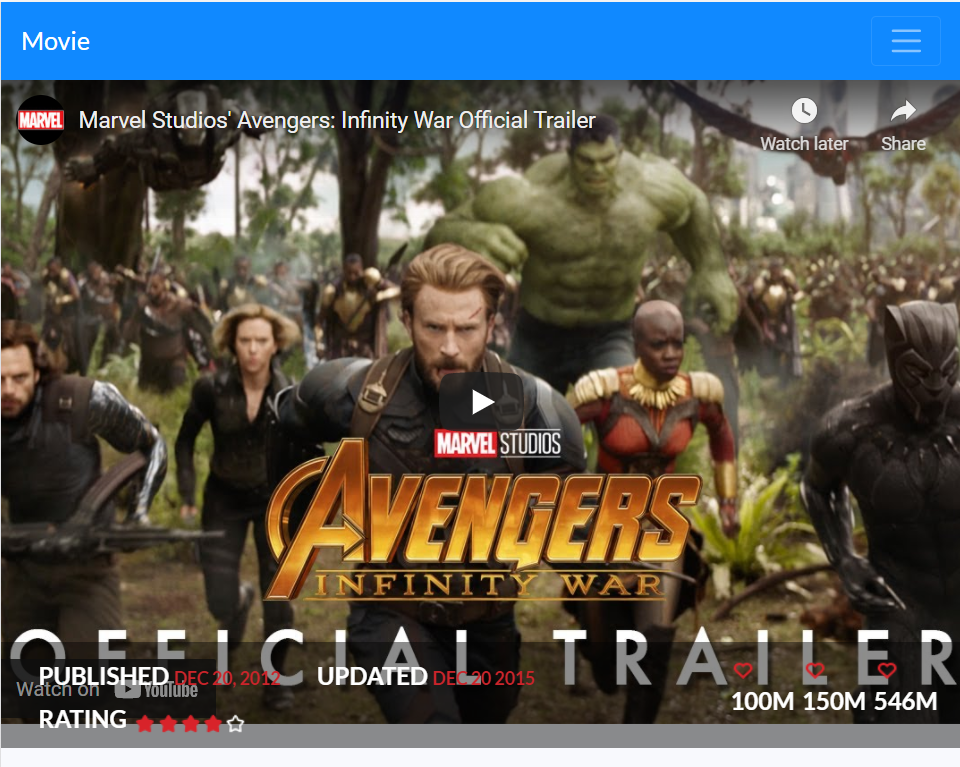 Movie
MARVEL
Marvel Studios' Avengers: Infinity War Official Trailer
Watch later
Share
MARVEL STUDIOS
AVENGERS
INFINITY WAR
OFFICIAL TRAILER
PUBLISHED DEC 20, 2012 UPDATED DEC 20 2015
Watch on YouTube
100M 150M 546M
RATING